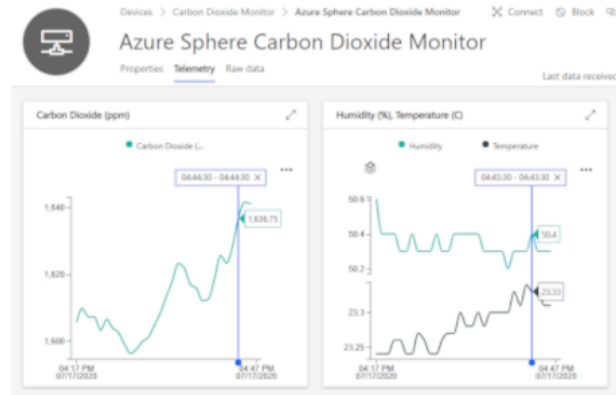 Devices > Carbon Dioxide Monitor > Azure Sphere Carbon Dioxide Monitor
Connect
Block
Azure Sphere Carbon Dioxide Monitor
Properties Telemetry Raw data
Last data received
Carbon Dioxide (ppm)
Carbon Dioxide (...
04:44:30 - 04:44:30 ×
1,640
1,638.75
1,620
1,600
04:17 PM
07/17/2020
04:47 PM
07/17/2020
Humidity (%), Temperature (C)
Humidity
Temperature
04:43:30 - 04:43:30 ×
50.6
50.4
50.4
50.2
23.33
23.3
23.25
04:17 PM
07/17/2020
04:47 PM
07/17/2020